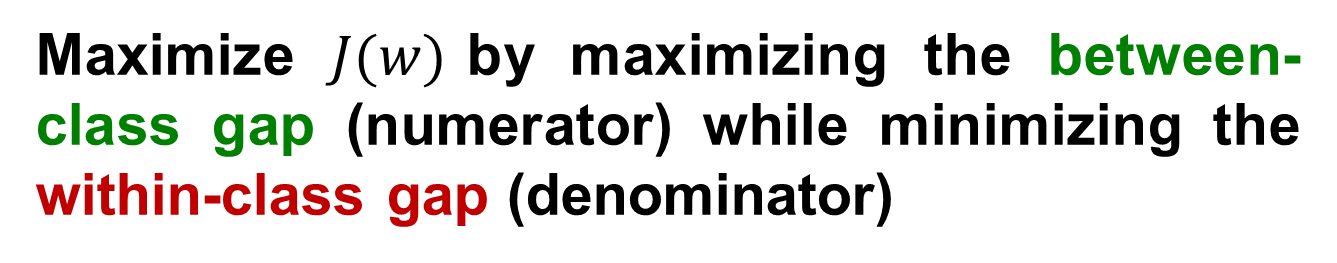 Maximize J(w) by maximizing the between-
class gap (numerator) while minimizing the
within-class gap (denominator)